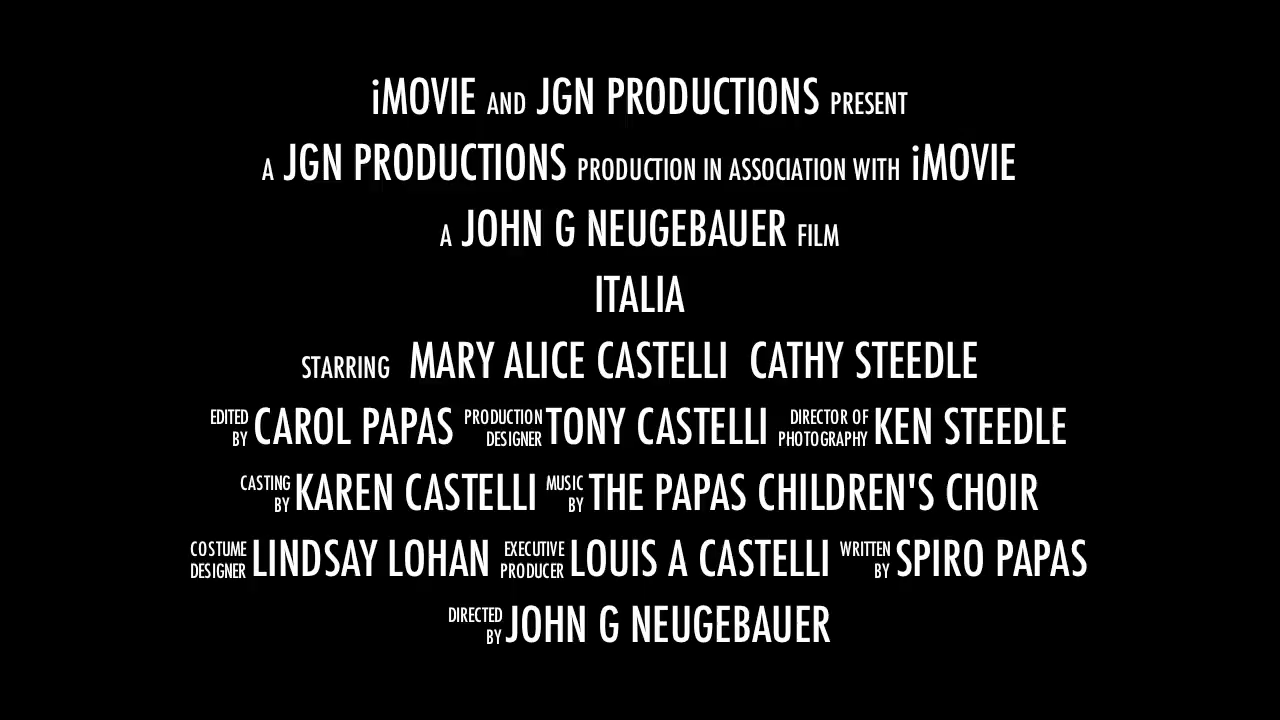 iMOVIE AND JGN PRODUCTIONS PRESENT
A JGN PRODUCTIONS PRODUCTION IN ASSOCIATION WITH iMOVIE
A JOHN G NEUGEBAUER FILM
ITALIA
STARRING MARY ALICE CASTELLI CATHY STEEDLE
EDITED BY CAROL PAPAS PRODUCTION DESIGNER TONY CASTELLI DIRECTOR OF PHOTOGRAPHY KEN STEEDLE
CASTING BY KAREN CASTELLI MUSIC BY THE PAPAS CHILDREN'S CHOIR
COSTUME DESIGNER LINDSAY LOHAN EXECUTIVE PRODUCER LOUIS A CASTELLI WRITTEN BY SPIRO PAPAS
DIRECTED BY JOHN G NEUGEBAUER